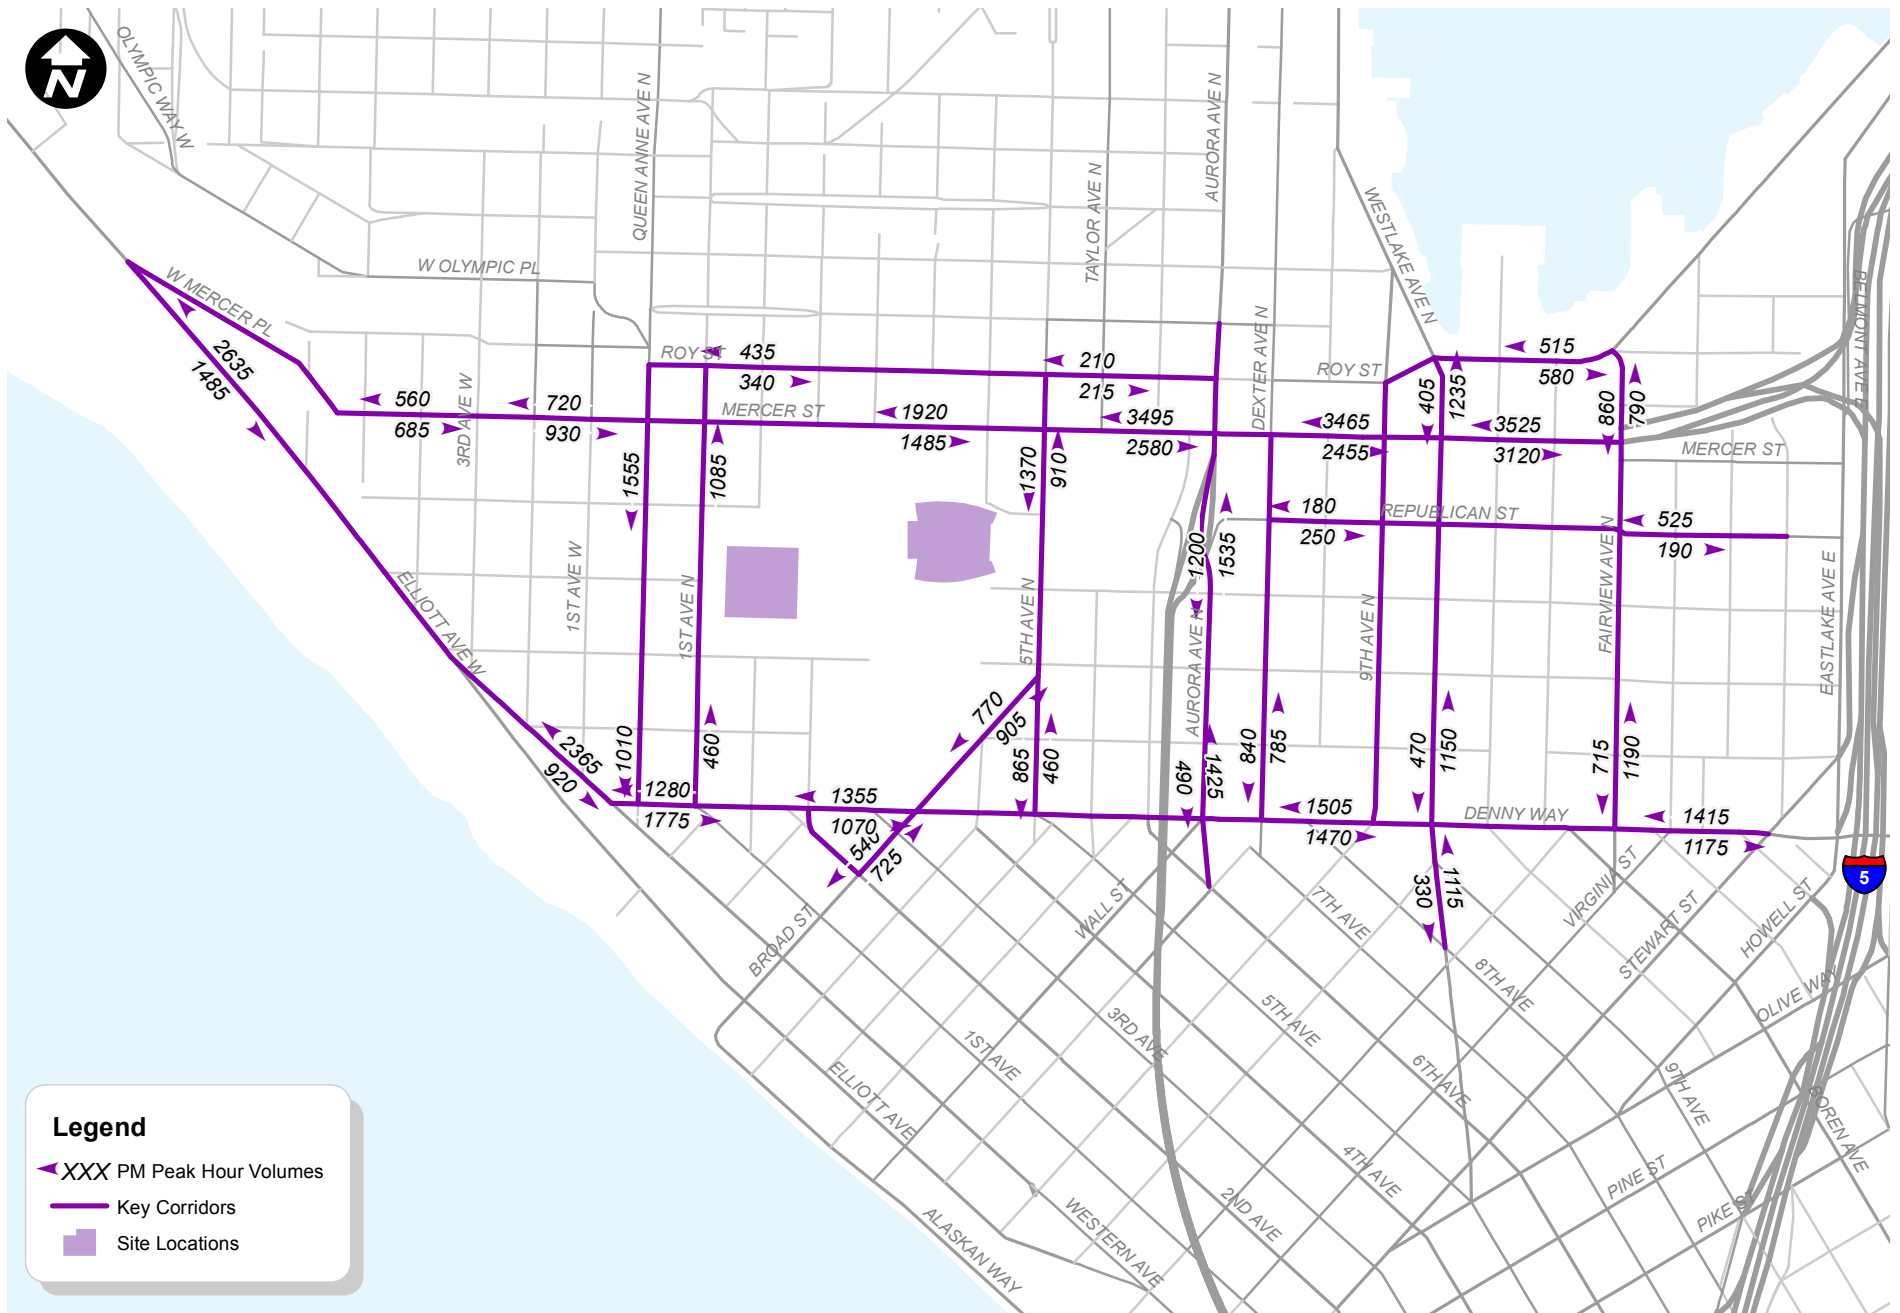 N
OLYMPIC WAY W
QUEEN ANNE AVE N
TAYLOR AVE N
AURORA AVE N
WESTLAKE AVE N
BELMONT AVE E
W OLYMPIC PL
W MERCER PL
DEXTER AVE N
ROY ST
435
340
210
215
ROY ST
515
580
2635
1485
560
685
3RD AVE W
720
930
MERCER ST
1920
1485
3495
2580
3465
2455
405
1235
3525
3120
860
790
MERCER ST
1555
1085
1370
910
180
250
REPUBLICAN ST
525
190
1200
1535
ELLIOTT AVE W
1ST AVE W
1ST AVE N
5TH AVE N
AURORA AVE N
9TH AVE N
FAIRVIEW AVE N
EASTLAKE AVE E
2365
920
1010
460
770
905
865
460
490
1425
840
785
470
1150
715
1190
1280
1775
1355
1070
540
725
1505
1470
DENNY WAY
1415
1175
330
1115
5
BROAD ST
WALL ST
7TH AVE
8TH AVE
VIRGINIA ST
STEWART ST
HOWELL ST
OLIVE WAY
1ST AVE
3RD AVE
5TH AVE
6TH AVE
9TH AVE
BOREN AVE
ELLIOTT AVE
4TH AVE
2ND AVE
PINE ST
PIKE ST
WESTERN AVE
ALASKAN WAY
Legend
XXX PM Peak Hour Volumes
Key Corridors
Site Locations